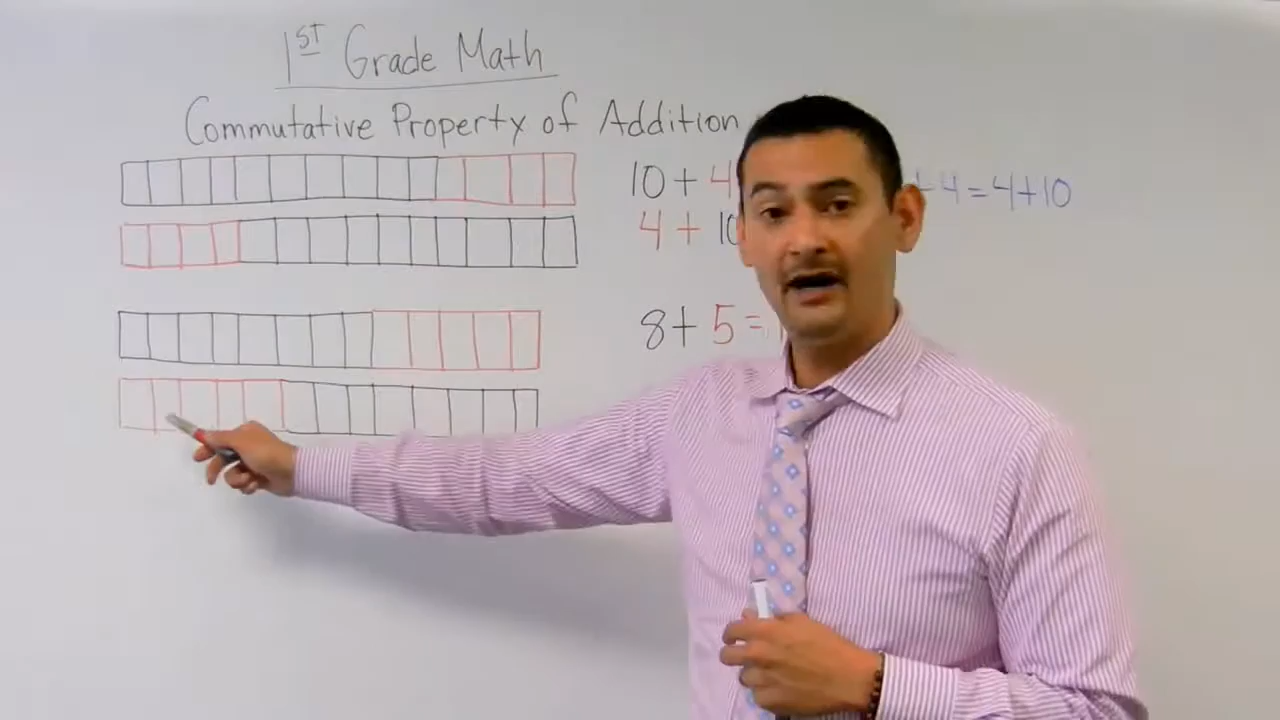 1ST Grade Math
Commutative Property of Addition
10 + 4
+ 4 = 4 + 10
4 + 10
8 + 5 =